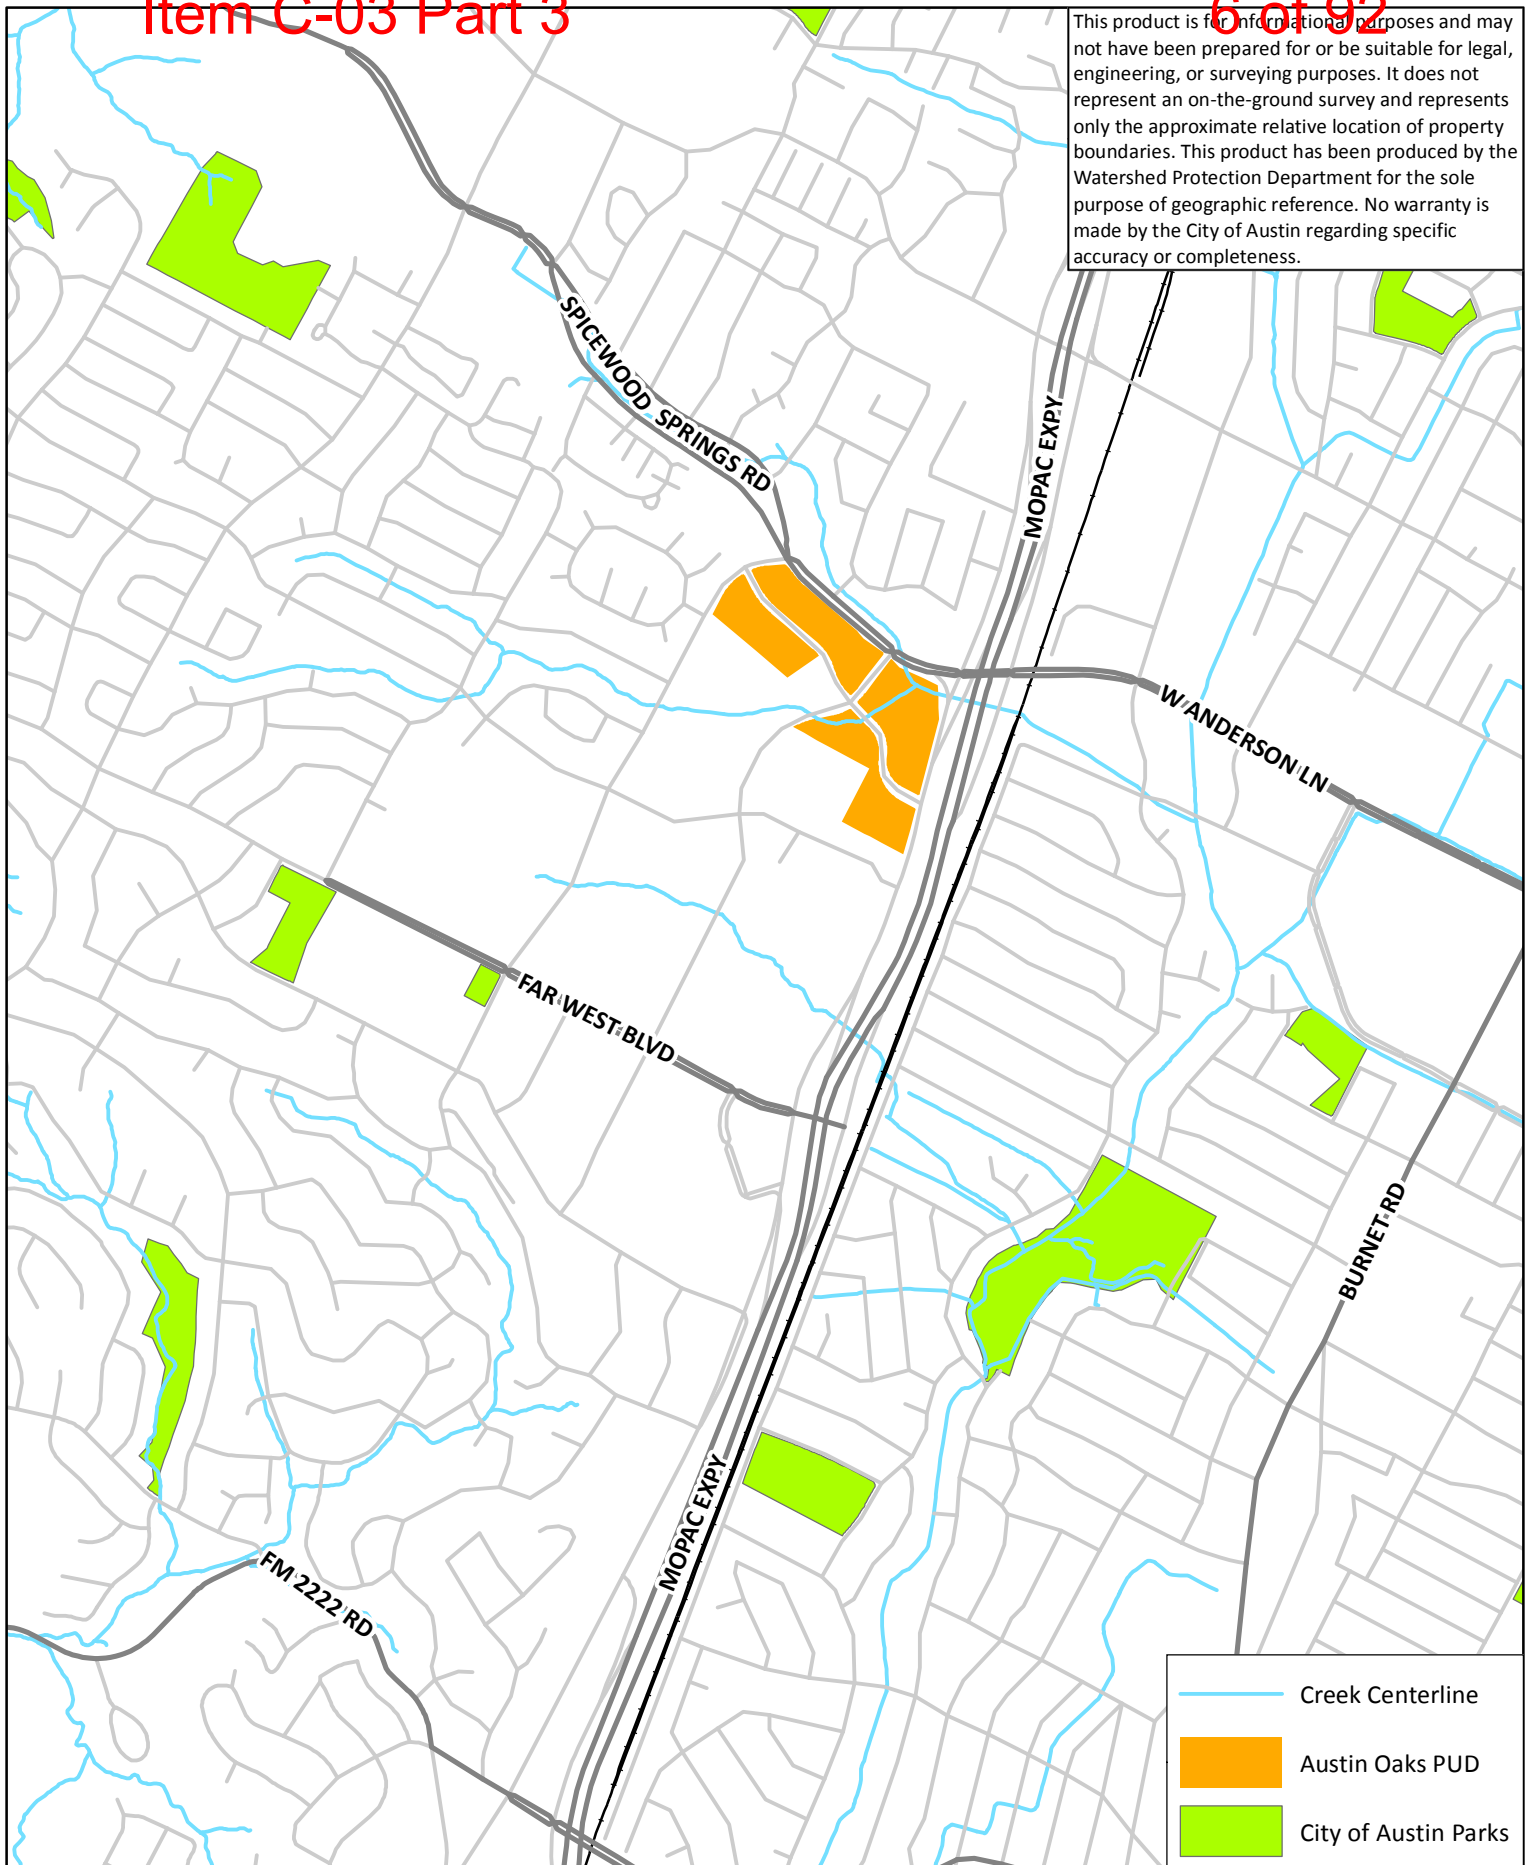 Item C-03 Part 3
6 of 92
This product is for informational purposes and may
not have been prepared for or be suitable for legal,
engineering, or surveying purposes. It does not
represent an on-the-ground survey and represents
only the approximate relative location of property
boundaries. This product has been produced by the
Watershed Protection Department for the sole
purpose of geographic reference. No warranty is
made by the City of Austin regarding specific
accuracy or completeness.
SPICEWOOD SPRINGS RD
MOPAC EXPY
W ANDERSON LN
FAR WEST BLVD
BURNET RD
MOPAC EXPY
FM 2222 RD
Creek Centerline
Austin Oaks PUD
City of Austin Parks